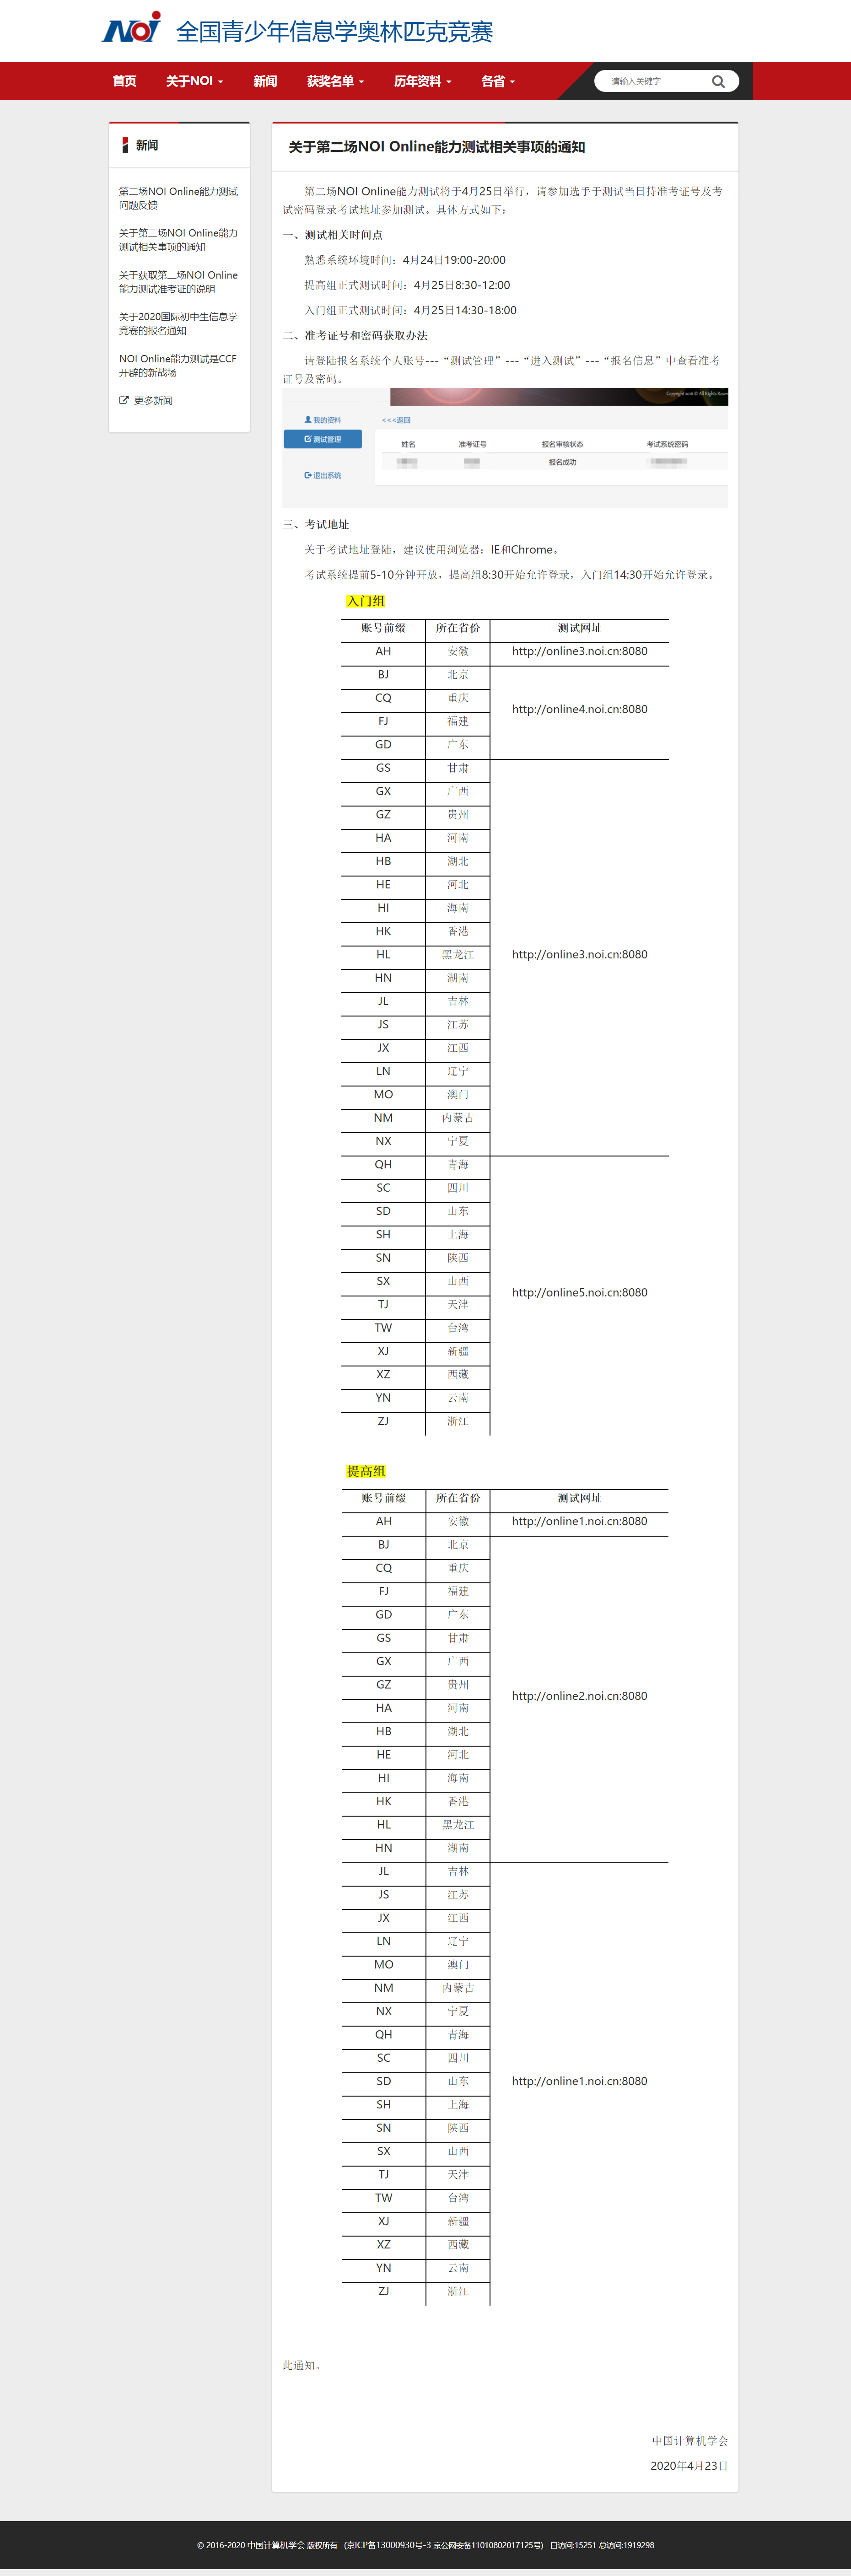 NOI 全国青少年信息学奥林匹克竞赛
首页 关于NOI 新闻 获奖名单 历年资料 各省 请输入关键字
新闻
第二场NOI Online能力测试
问题反馈
关于第二场NOI Online能力
测试相关事项的通知
关于获取第二场NOI Online
能力测试准考证的说明
关于2020国际初中生信息学
竞赛的报名通知
NOI Online能力测试是CCF
开辟的新战场
更多新闻
关于第二场NOI Online能力测试相关事项的通知
第二场NOI Online能力测试将于4月25日举行，请参加选手于测试当日持准考证号及考
试密码登录考试地址参加测试。具体方式如下：
一、测试相关时间点
熟悉系统环境时间：4月24日19:00-20:00
提高组正式测试时间：4月25日8:30-12:00
入门组正式测试时间：4月25日14:30-18:00
二、准考证号和密码获取办法
请登陆报名系统个人账号---“测试管理”---“进入测试”---“报名信息”中查看准考
证号及密码。
Copyright 2016 © All Rights Reserv
我的资料 <<<返回
测试管理
姓名 准考证号 报名审核状态 考试系统密码
报名成功
退出系统
三、考试地址
关于考试地址登陆，建议使用浏览器：IE和Chrome。
考试系统提前5-10分钟开放，提高组8:30开始允许登录，入门组14:30开始允许登录。
入门组
账号前缀 所在省份 测试网址
AH 安徽 http://online3.noi.cn:8080
BJ 北京
CQ 重庆
http://online4.noi.cn:8080
FJ 福建
GD 广东
GS 甘肃
GX 广西
GZ 贵州
HA 河南
HB 湖北
HE 河北
HI 海南
HK 香港
HL 黑龙江 http://online3.noi.cn:8080
HN 湖南
JL 吉林
JS 江苏
JX 江西
LN 辽宁
MO 澳门
NM 内蒙古
NX 宁夏
QH 青海
SC 四川
SD 山东
SH 上海
SN 陕西
SX 山西
http://online5.noi.cn:8080
TJ 天津
TW 台湾
XJ 新疆
XZ 西藏
YN 云南
ZJ 浙江
提高组
账号前缀 所在省份 测试网址
AH 安徽 http://online1.noi.cn:8080
BJ 北京
CQ 重庆
FJ 福建
GD 广东
GS 甘肃
GX 广西
GZ 贵州
http://online2.noi.cn:8080
HA 河南
HB 湖北
HE 河北
HI 海南
HK 香港
HL 黑龙江
HN 湖南
JL 吉林
JS 江苏
JX 江西
LN 辽宁
MO 澳门
NM 内蒙古
NX 宁夏
QH 青海
SC 四川
SD 山东 http://online1.noi.cn:8080
SH 上海
SN 陕西
SX 山西
TJ 天津
TW 台湾
XJ 新疆
XZ 西藏
YN 云南
ZJ 浙江
此通知。
中国计算机学会
2020年4月23日
© 2016-2020 中国计算机学会 版权所有 (京ICP备13000930号-3 京公网安备11010802017125号) 日访问:15251 总访问:1919298